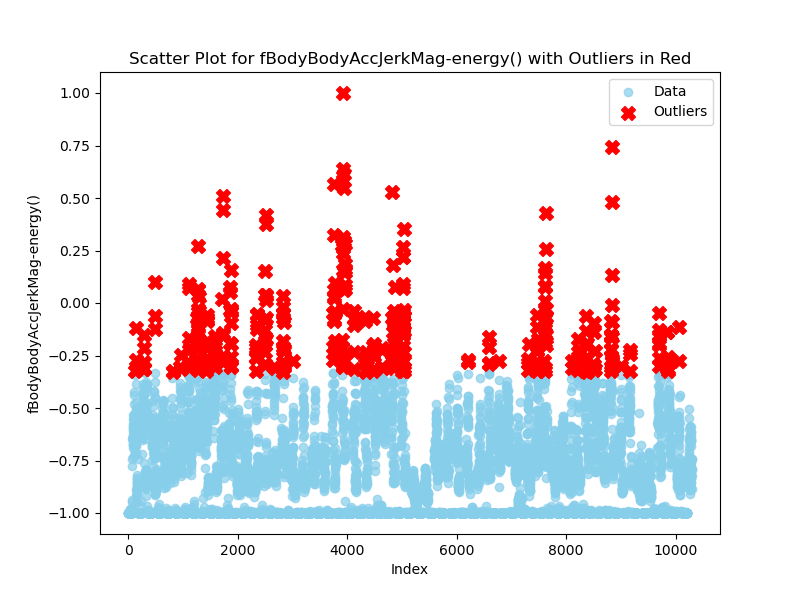 Scatter Plot for fBodyBodyAccJerkMag-energy() with Outliers in Red
Data
Outliers
fBodyBodyAccJerkMag-energy()
1.00
0.75
0.50
0.25
0.00
−0.25
−0.50
−0.75
−1.00
0 2000 4000 6000 8000 10000
Index